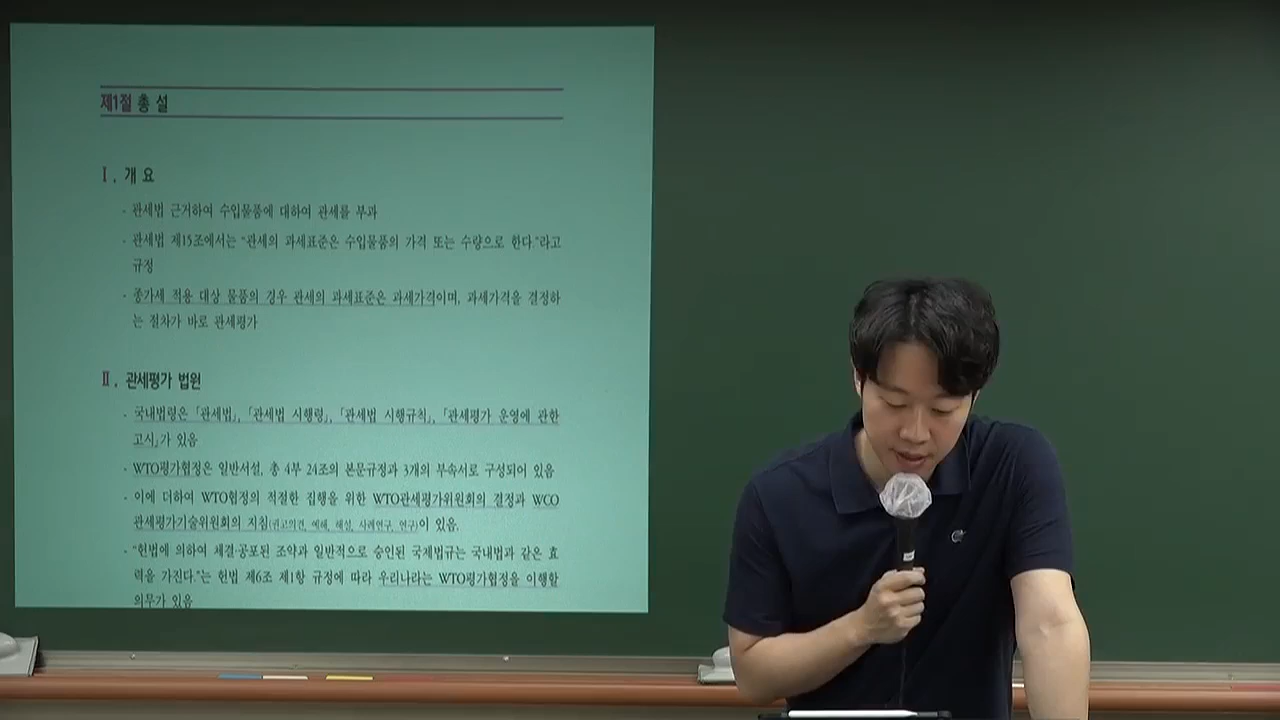 제1절 총 설
Ⅰ. 개 요
- 관세법 근거하여 수입물품에 대하여 관세를 부과
- 관세법 제15조에서는 "관세의 과세표준은 수입물품의 가격 또는 수량으로 한다."라고
규정
- 종가세 적용 대상 물품의 경우 관세의 과세표준은 과세가격이며, 과세가격을 결정하
는 절차가 바로 관세평가
Ⅱ. 관세평가 법원
- 국내법령은 「관세법」, 「관세법 시행령」, 「관세법 시행규칙」, 「관세평가 운영에 관한
고시」가 있음
- WTO평가협정은 일반서설, 총 4부 24조의 본문규정과 3개의 부속서로 구성되어 있음
- 이에 더하여 WTO협정의 적정한 집행을 위한 WTO관세평가위원회의 결정과 WCO
관세평가기술위원회의 지침(권고의견, 예해, 해설, 사례연구, 연구)이 있음.
- "헌법에 의하여 체결·공포된 조약과 일반적으로 승인된 국제법규는 국내법과 같은 효
력을 가진다."는 헌법 제6조 제1항 규정에 따라 우리나라는 WTO평가협정을 이행할
의무가 있음